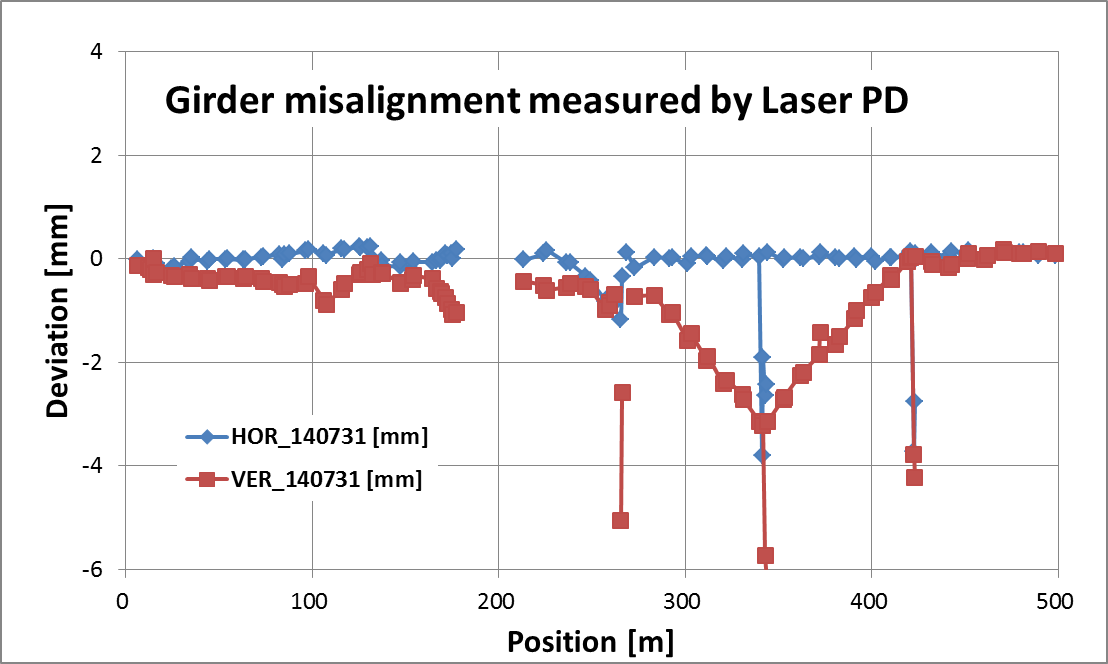 Girder misalignment measured by Laser PD
4
2
0
-2
-4
-6
Deviation [mm]
HOR_140731 [mm]
VER_140731 [mm]
0 100 200 300 400 500
Position [m]